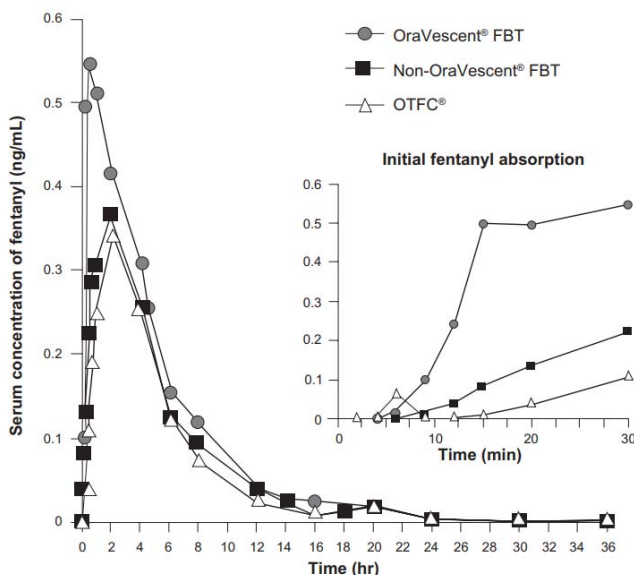 0.6
0.5
0.4
0.3
0.2
0.1
0
Serum concentration of fentanyl (ng/mL)
0 2 4 6 8 10 12 14 16 18 20 22 24 26 28 30 32 34 36
Time (hr)
OraVescent® FBT
Non-OraVescent® FBT
OTFC®
Initial fentanyl absorption
0.6
0.5
0.4
0.3
0.2
0.1
0
0 10 20 30
Time (min)